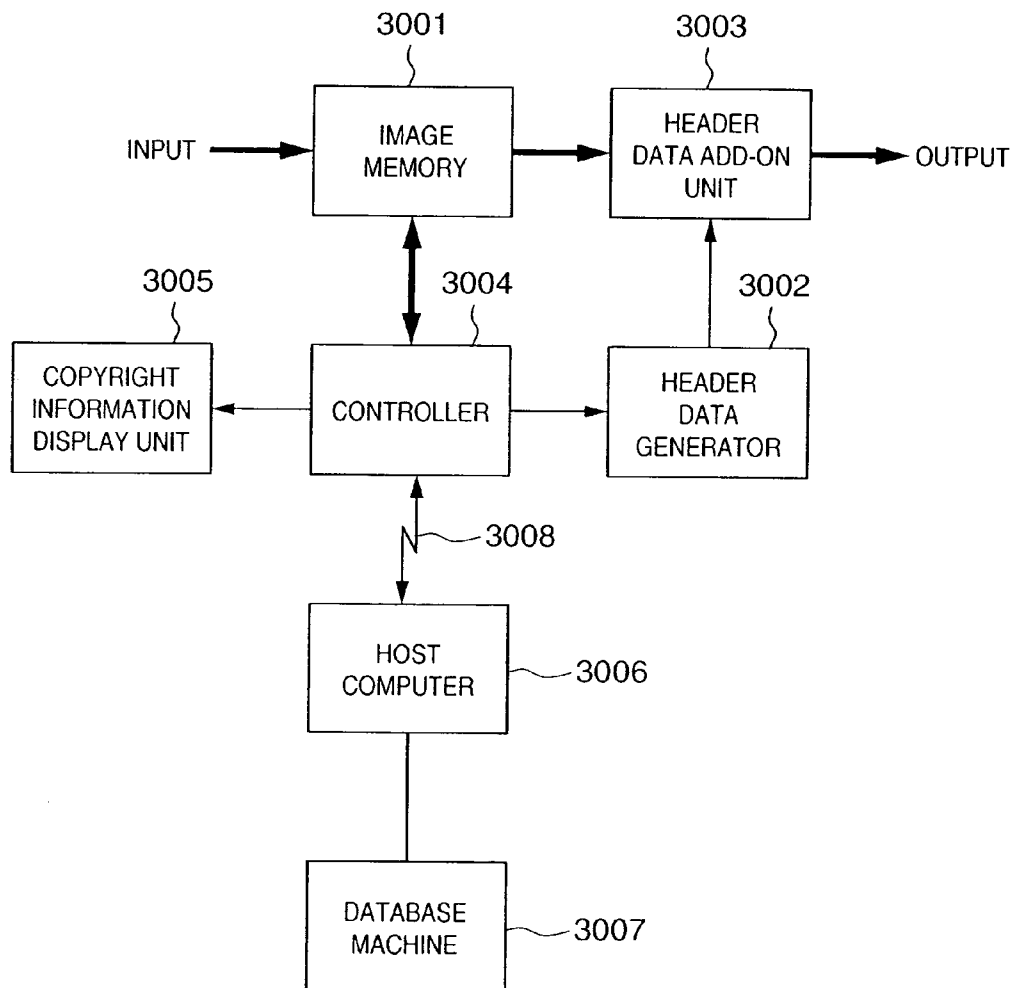 3001
3003
INPUT
IMAGE
MEMORY
HEADER
DATA ADD-ON
UNIT
OUTPUT
3005
3004
3002
COPYRIGHT
INFORMATION
DISPLAY UNIT
CONTROLLER
HEADER
DATA
GENERATOR
3008
HOST
COMPUTER
3006
DATABASE
MACHINE
3007